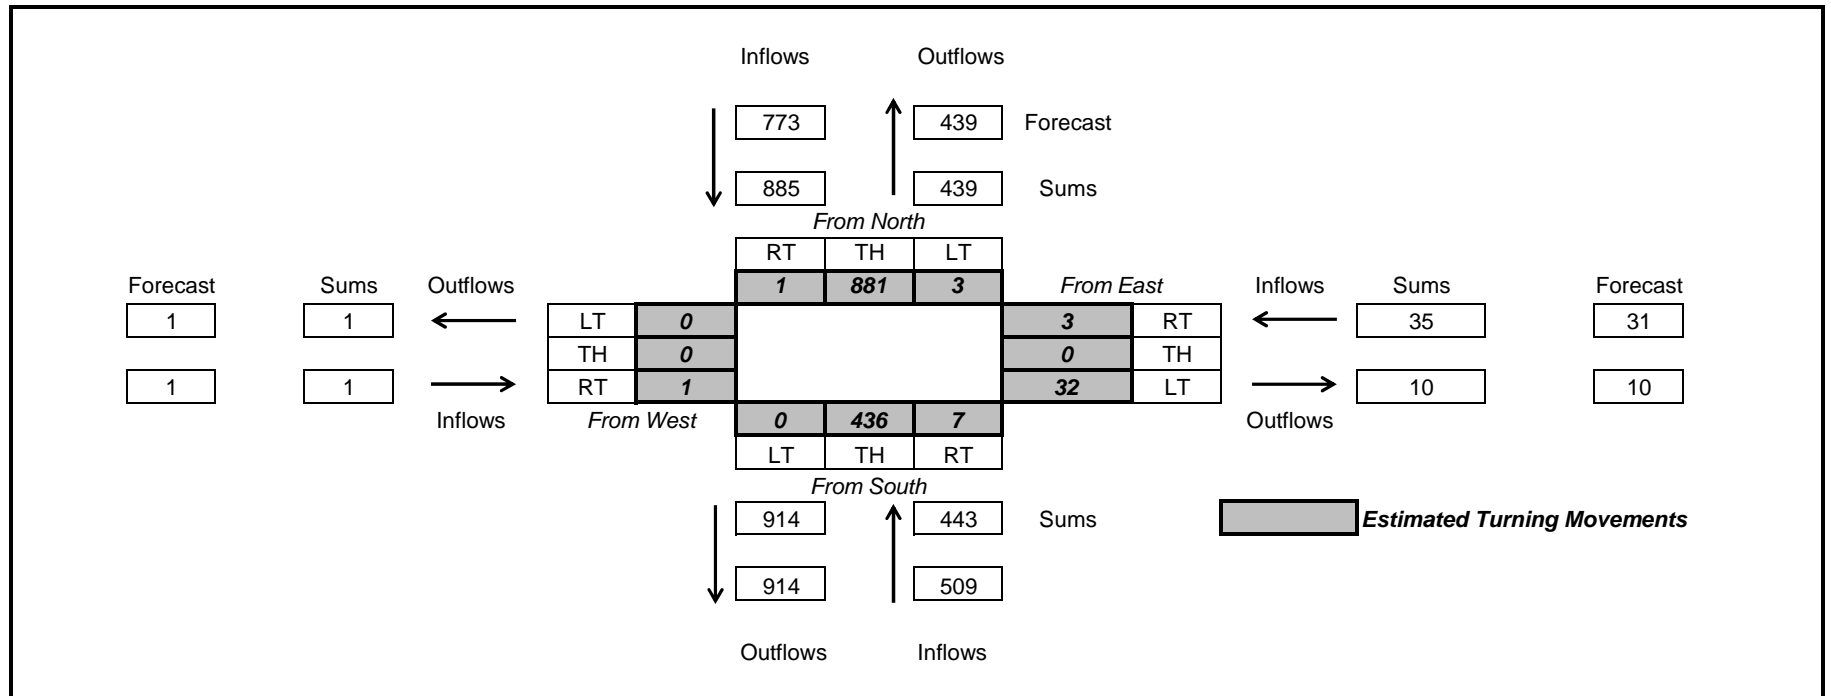 Inflows Outflows
773 439 Forecast
885 439 Sums
From North
RT TH LT
Forecast Sums Outflows 1 881 3 From East Inflows Sums Forecast
1 1 LT 0 3 RT 35 31
TH 0 0 TH
1 1 RT 1 32 LT 10 10
Inflows From West 0 436 7 Outflows
LT TH RT
From South
914 443 Sums Estimated Turning Movements
914 509
Outflows Inflows